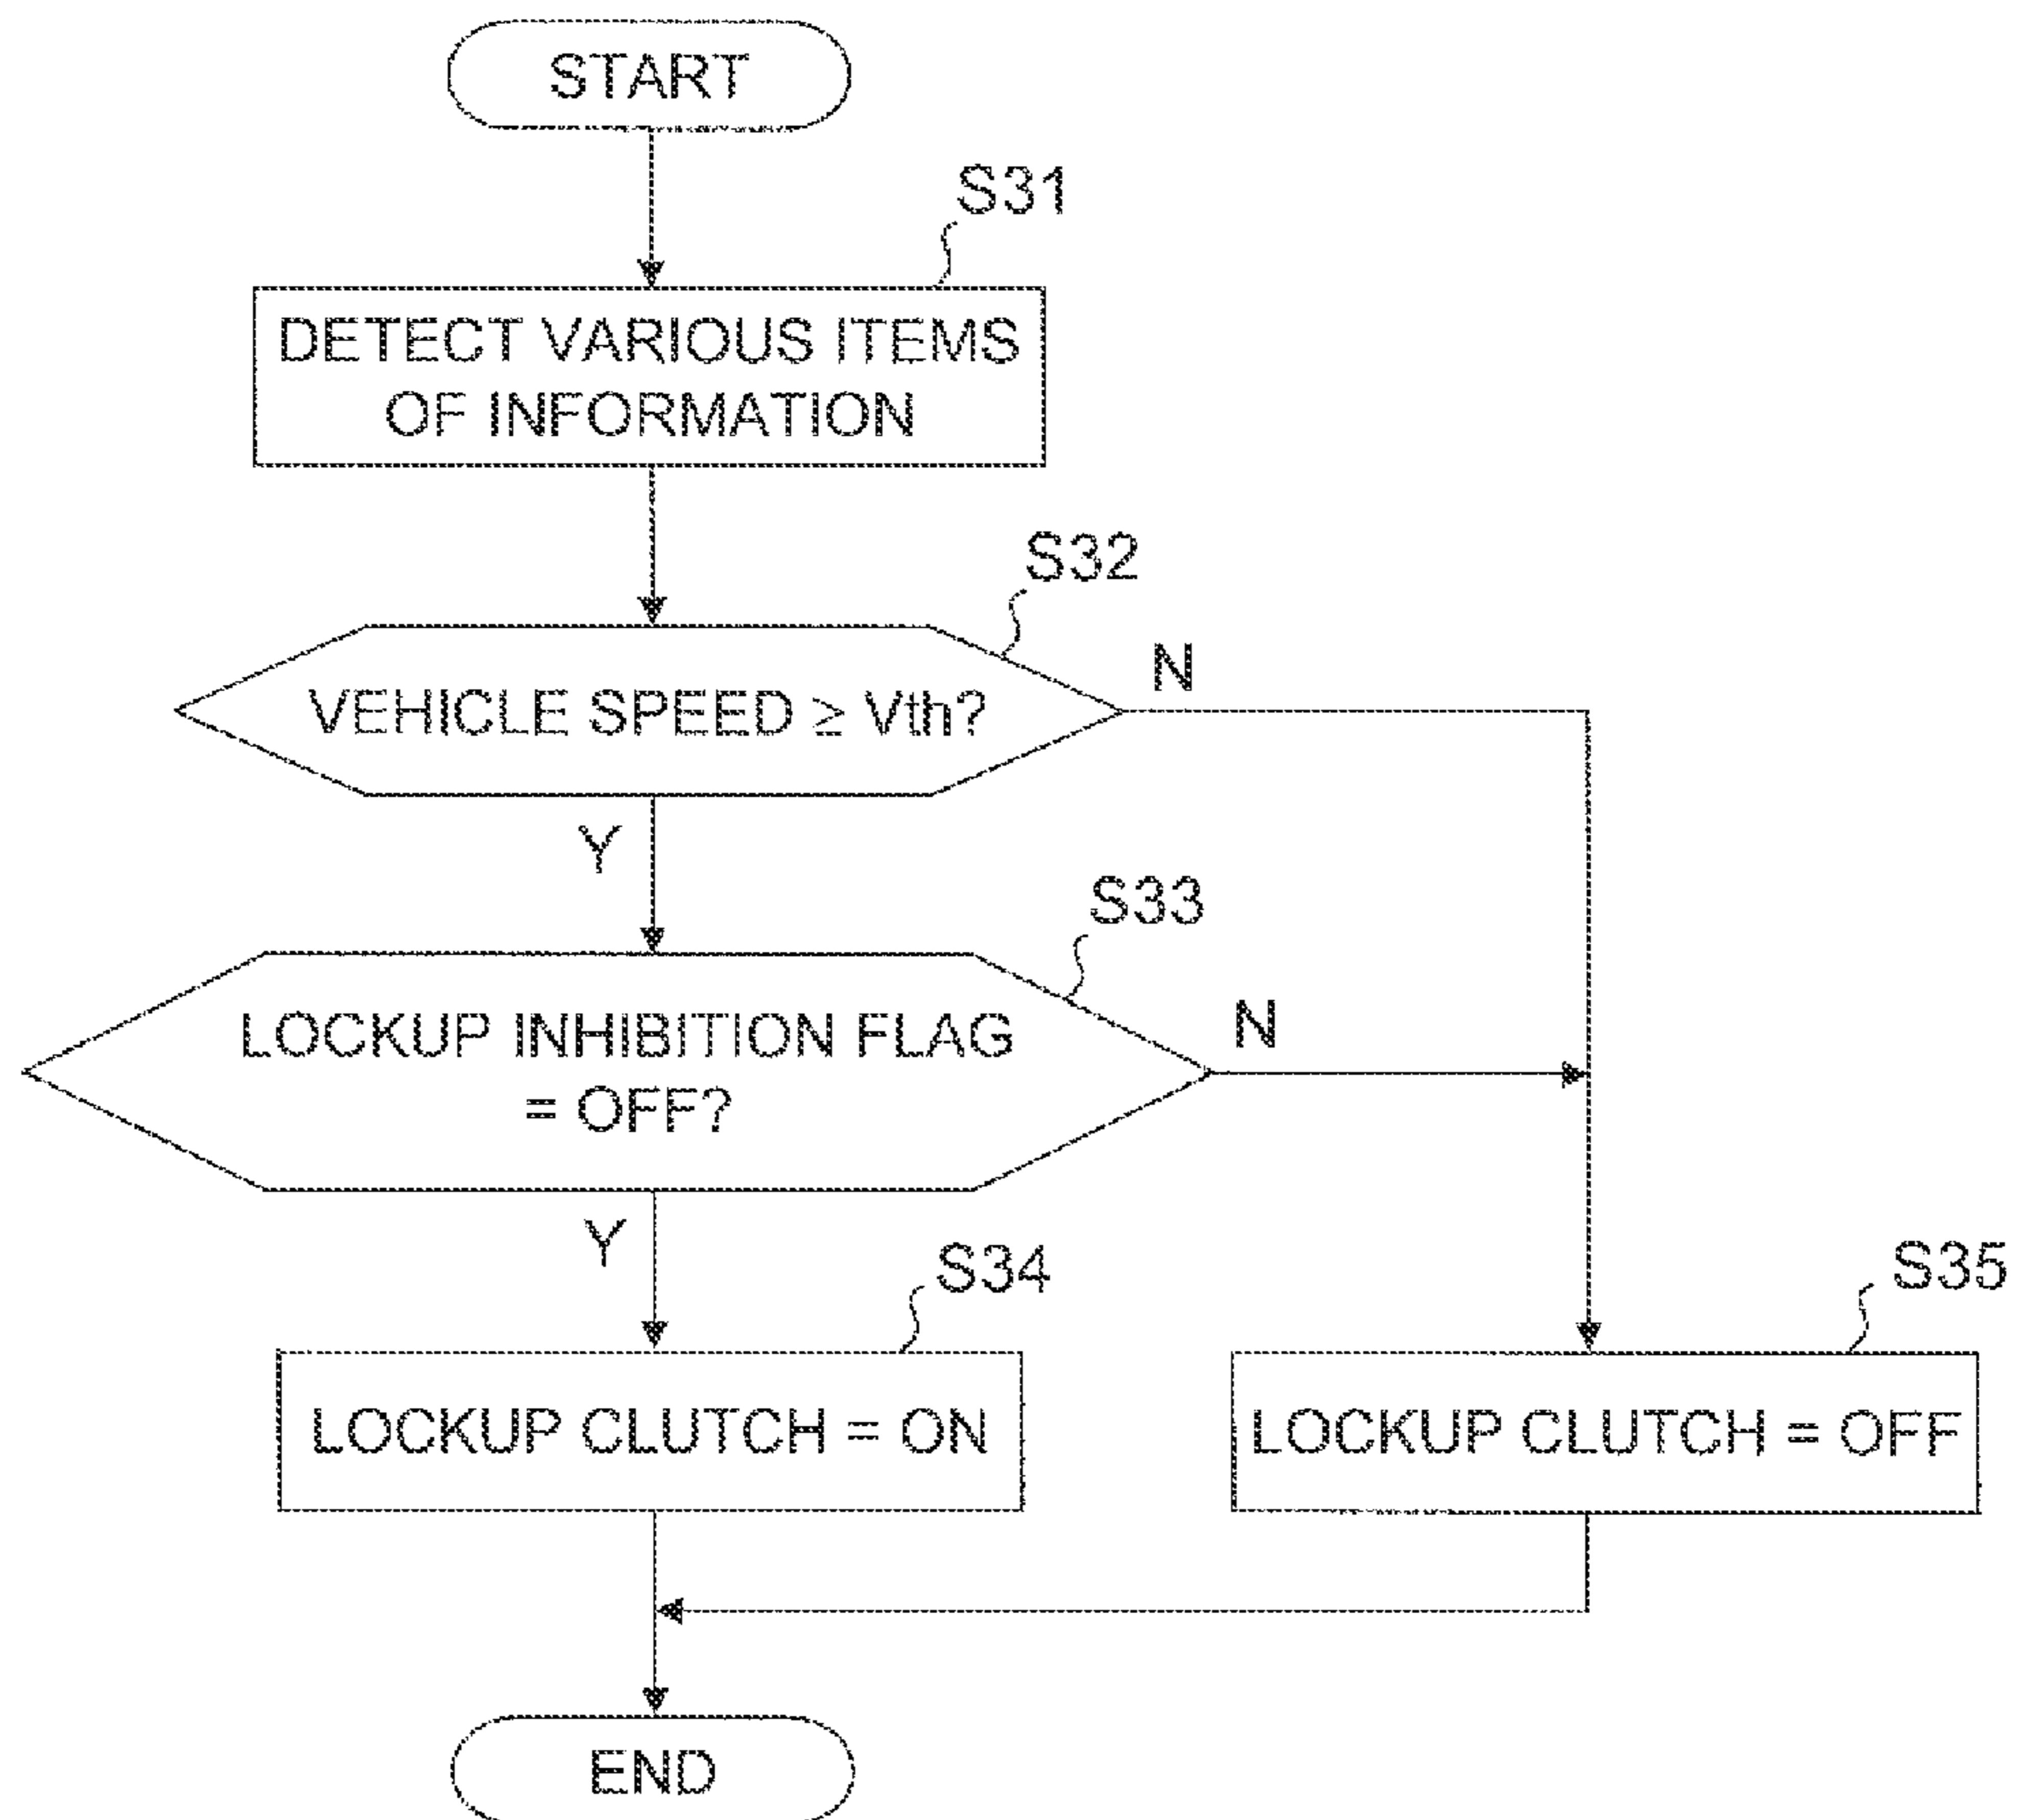 START
S31
DETECT VARIOUS ITEMS
OF INFORMATION
S32
VEHICLE SPEED ≥ Vth?
N
Y
S33
LOCKUP INHIBITION FLAG
= OFF?
N
Y
S34
LOCKUP CLUTCH = ON
S35
LOCKUP CLUTCH = OFF
END